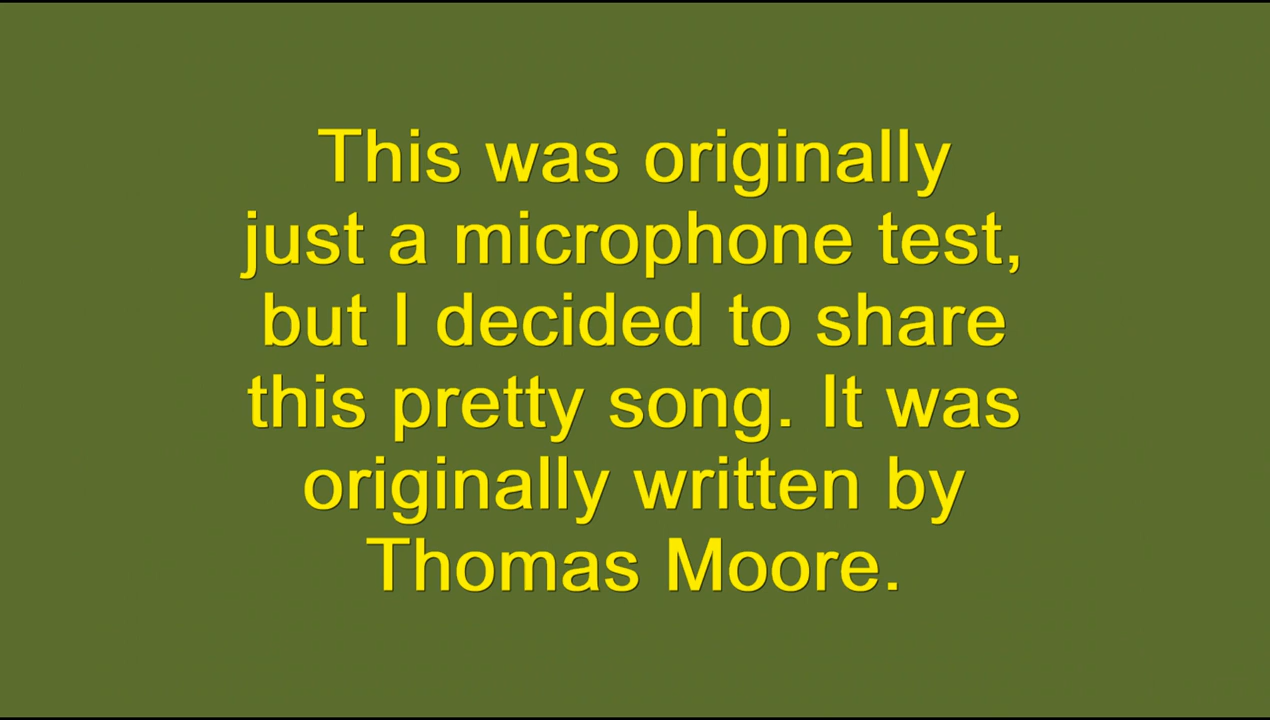 This was originally
just a microphone test,
but I decided to share
this pretty song. It was
originally written by
Thomas Moore.